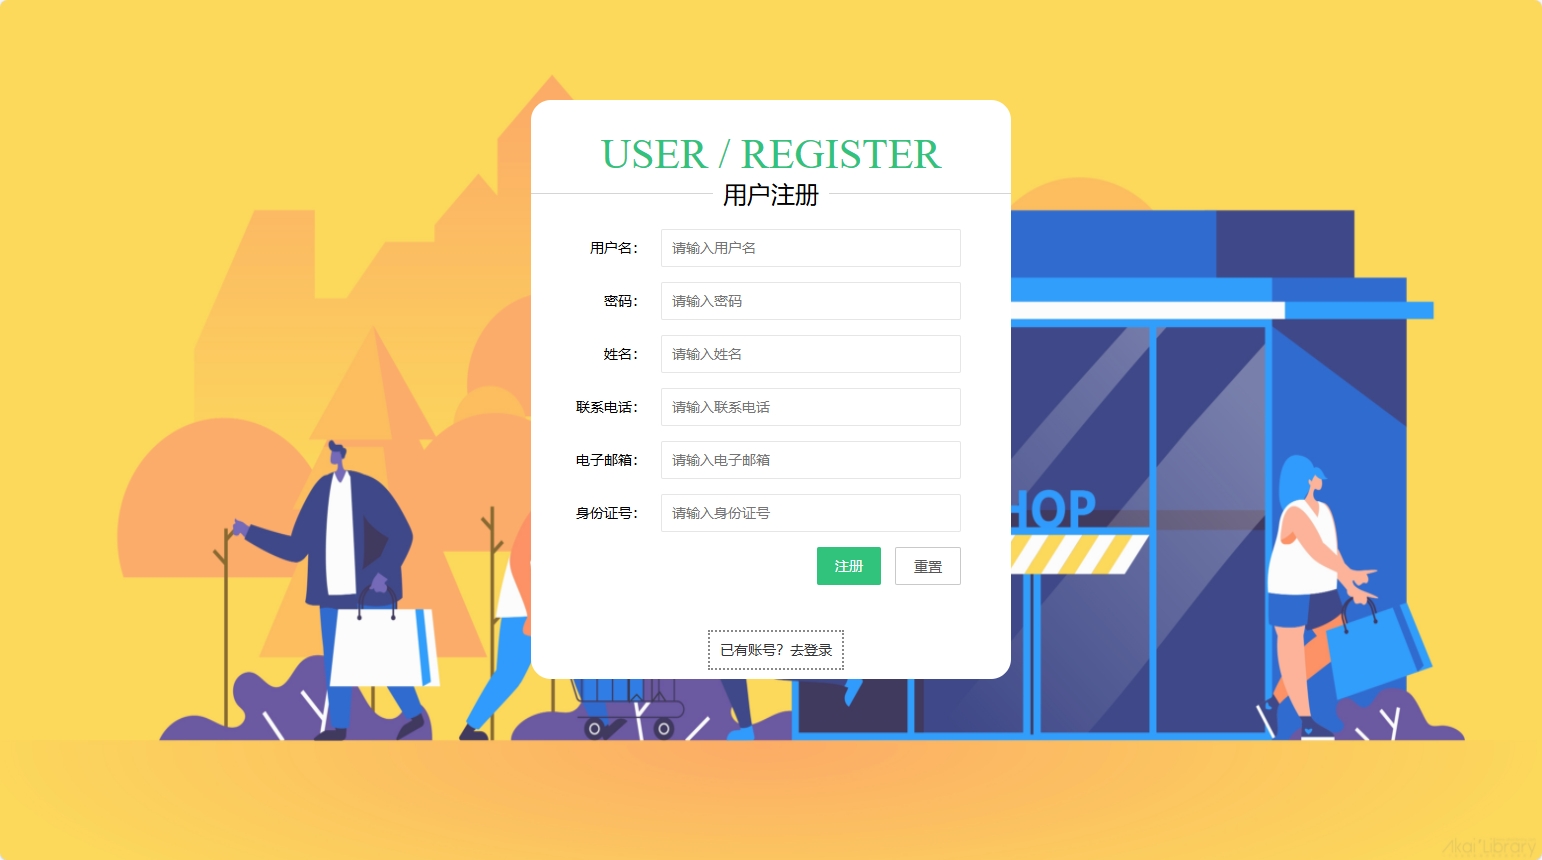 USER / REGISTER
用户注册
用户名：
请输入用户名
密码：
请输入密码
姓名：
请输入姓名
联系电话：
请输入联系电话
电子邮箱：
请输入电子邮箱
身份证号：
请输入身份证号
HOP
注册
重置
已有账号？去登录
Akai'Library